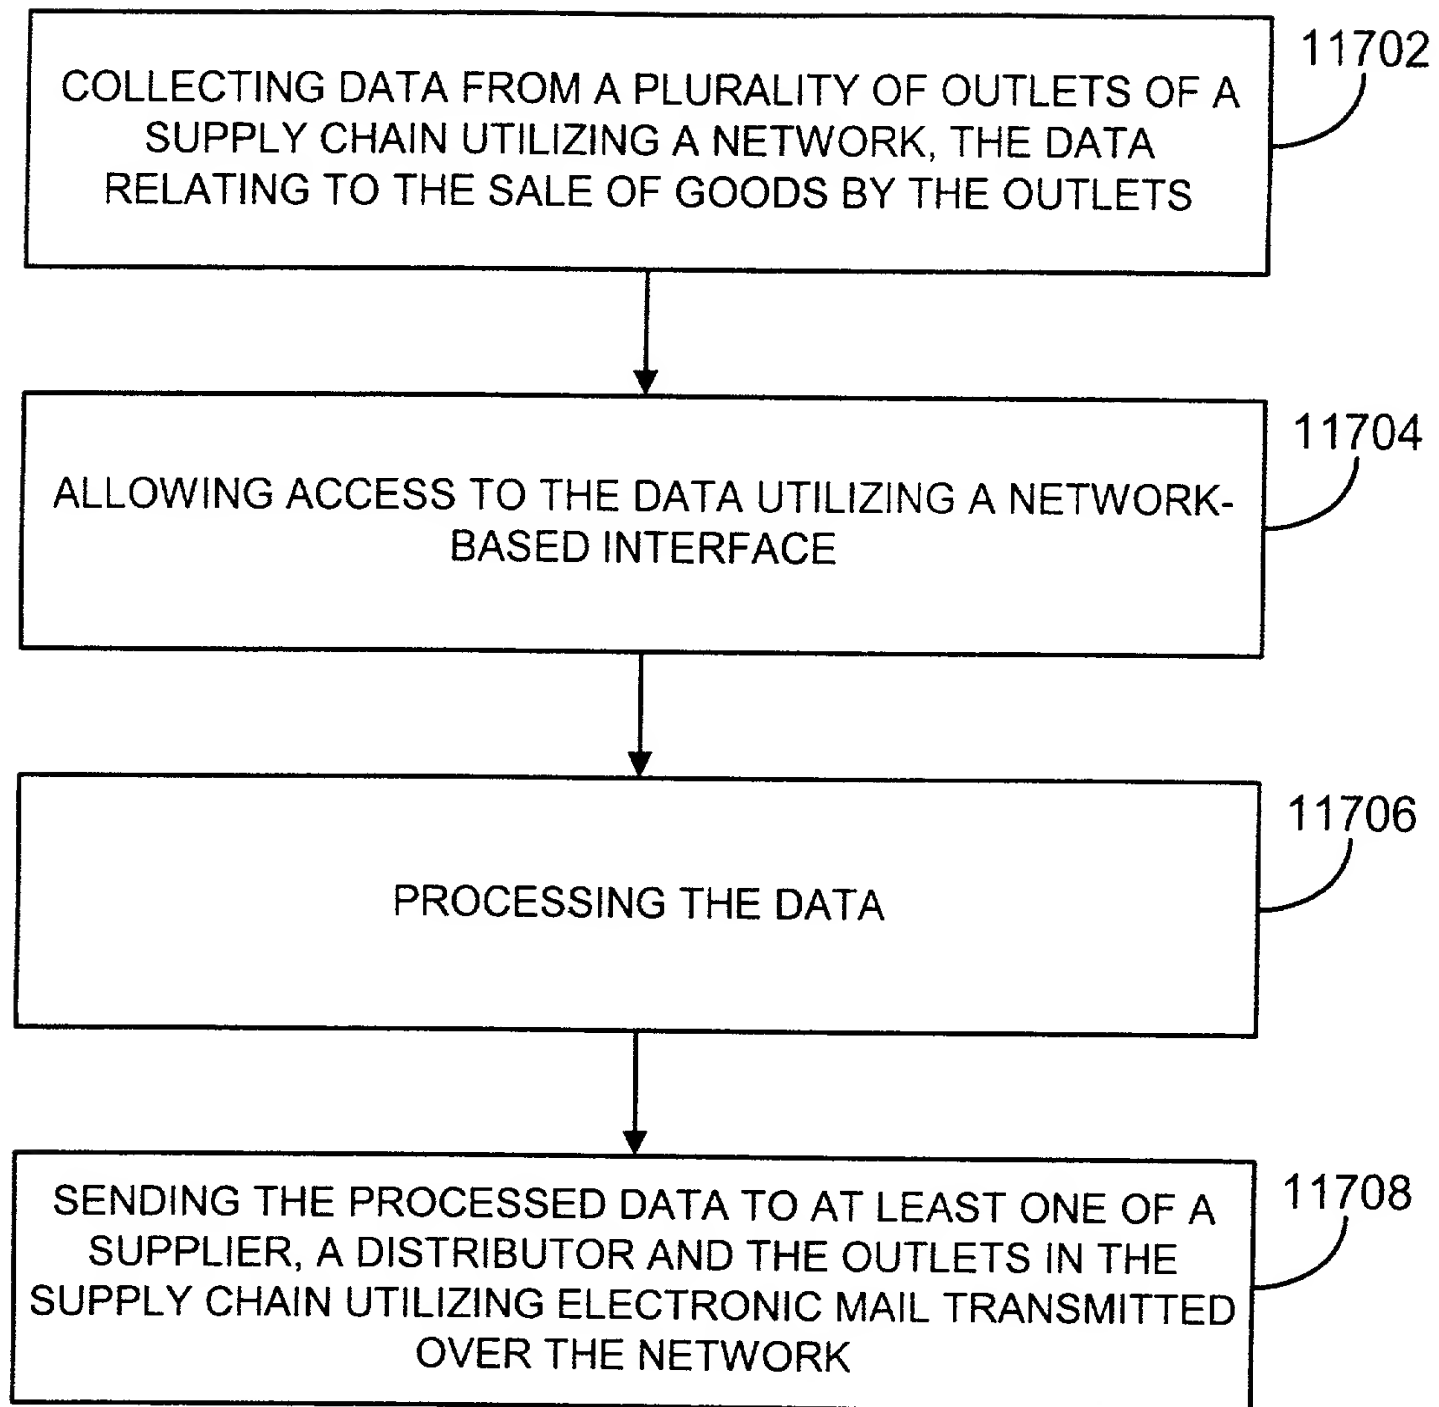 11702
COLLECTING DATA FROM A PLURALITY OF OUTLETS OF A
SUPPLY CHAIN UTILIZING A NETWORK, THE DATA
RELATING TO THE SALE OF GOODS BY THE OUTLETS
11704
ALLOWING ACCESS TO THE DATA UTILIZING A NETWORK-
BASED INTERFACE
11706
PROCESSING THE DATA
11708
SENDING THE PROCESSED DATA TO AT LEAST ONE OF A
SUPPLIER, A DISTRIBUTOR AND THE OUTLETS IN THE
SUPPLY CHAIN UTILIZING ELECTRONIC MAIL TRANSMITTED
OVER THE NETWORK